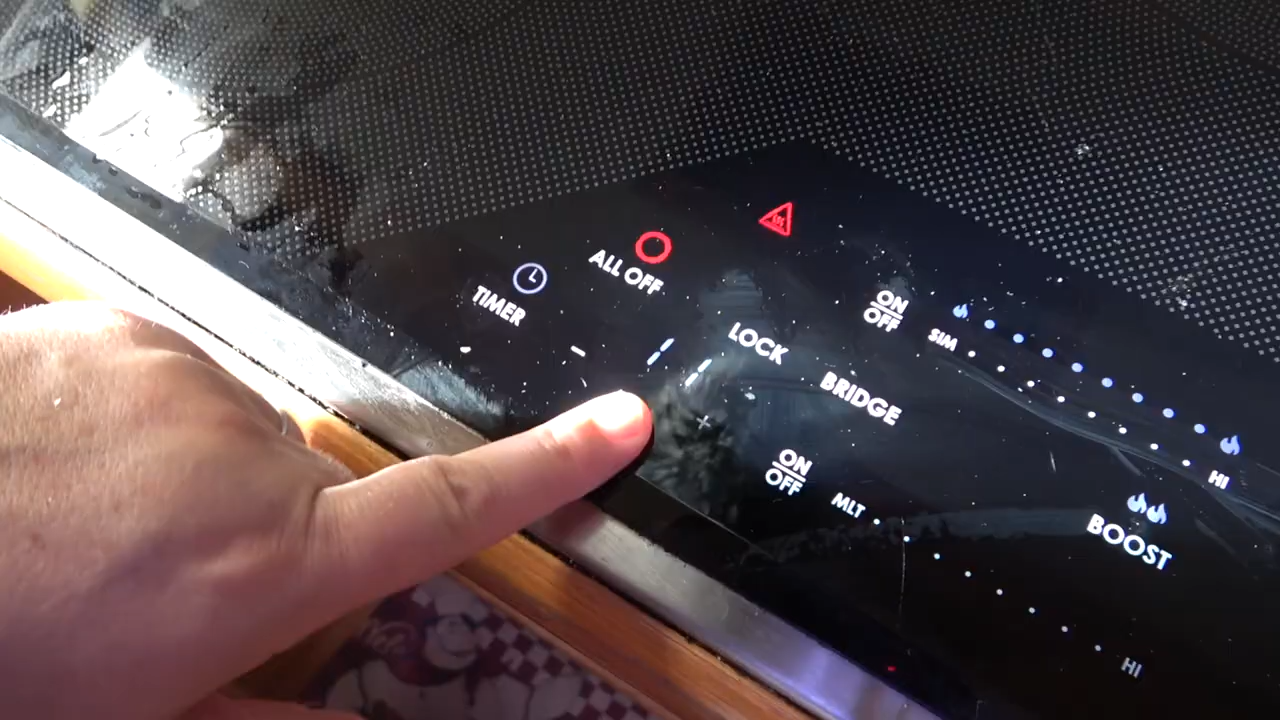 TIMER
ALL OFF
LOCK
BRIDGE
ON
OFF
SIM
HI
BOOST
ON
OFF
MLT
HI